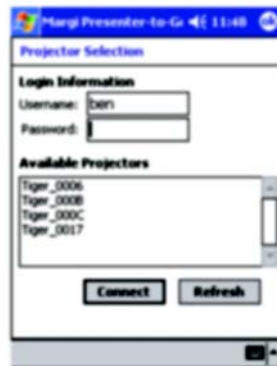 Margi Presenter-to-Go 11:48
Projector Selection
Login Information
Username: ben
Password:
Available Projectors
Tiger_0006
Tiger_000B
Tiger_000C
Tiger_0017
Connect Refresh